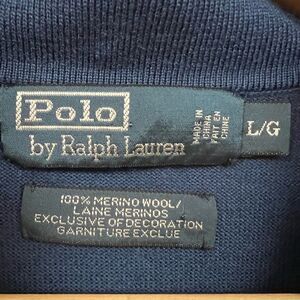 Polo
by Ralph Lauren
MADE IN
CHINA
FAIT EN
CHINE
L/G
100% MERINO WOOL/
LAINE MERINOS
EXCLUSIVE OF DECORATION
GARNITURE EXCLUE